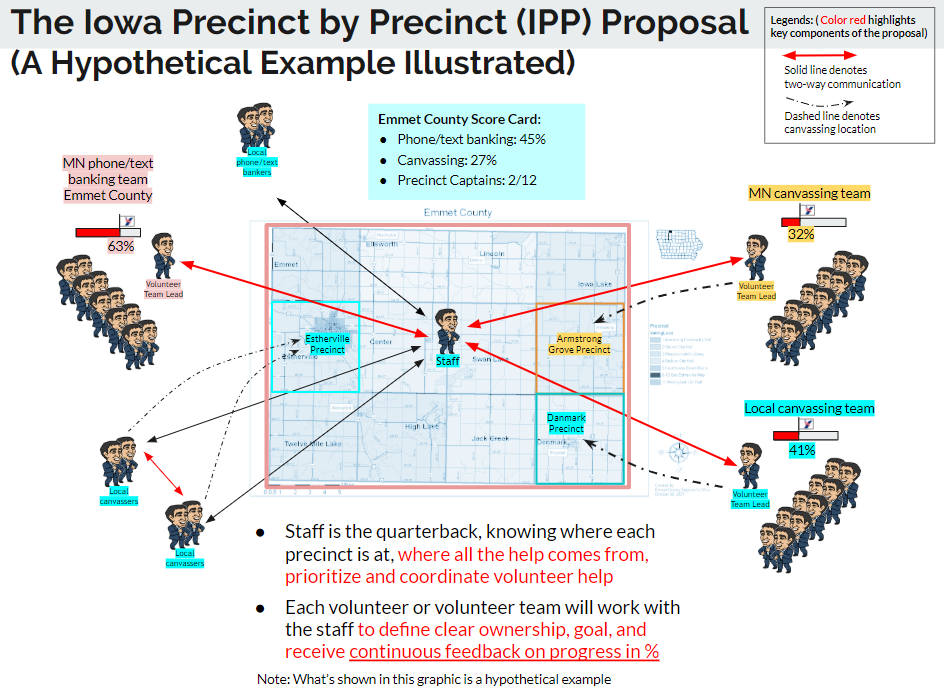 The Iowa Precinct by Precinct (IPP) Proposal
(A Hypothetical Example Illustrated)
Legends: ( Color red highlights
key components of the proposal)
Solid line denotes
two-way communication
Dashed line denotes
canvassing location
Local
phone/text
bankers
Emmet County Score Card:
● Phone/text banking: 45%
● Canvassing: 27%
● Precinct Captains: 2/12
MN phone/text
banking team
Emmet County
63%
Volunteer
Team Lead
MN canvassing team
32%
Volunteer
Team Lead
Emmet County
Ellsworth
Lincoln
Emmet
Iowa Lake
Estherville
Precinct
Estherville
Center
Staff
Swan Lake
Armstrong
Grove Precinct
Precinct
High Lake
Jack Creek
Twelve Mile Lake
Danmark
Precinct
Denmark
Local canvassing team
41%
Volunteer
Team Lead
Local
canvassers
Local
canvassers
● Staff is the quarterback, knowing where each
precinct is at, where all the help comes from,
prioritize and coordinate volunteer help
● Each volunteer or volunteer team will work with
the staff to define clear ownership, goal, and
receive continuous feedback on progress in %
Note: What's shown in this graphic is a hypothetical example